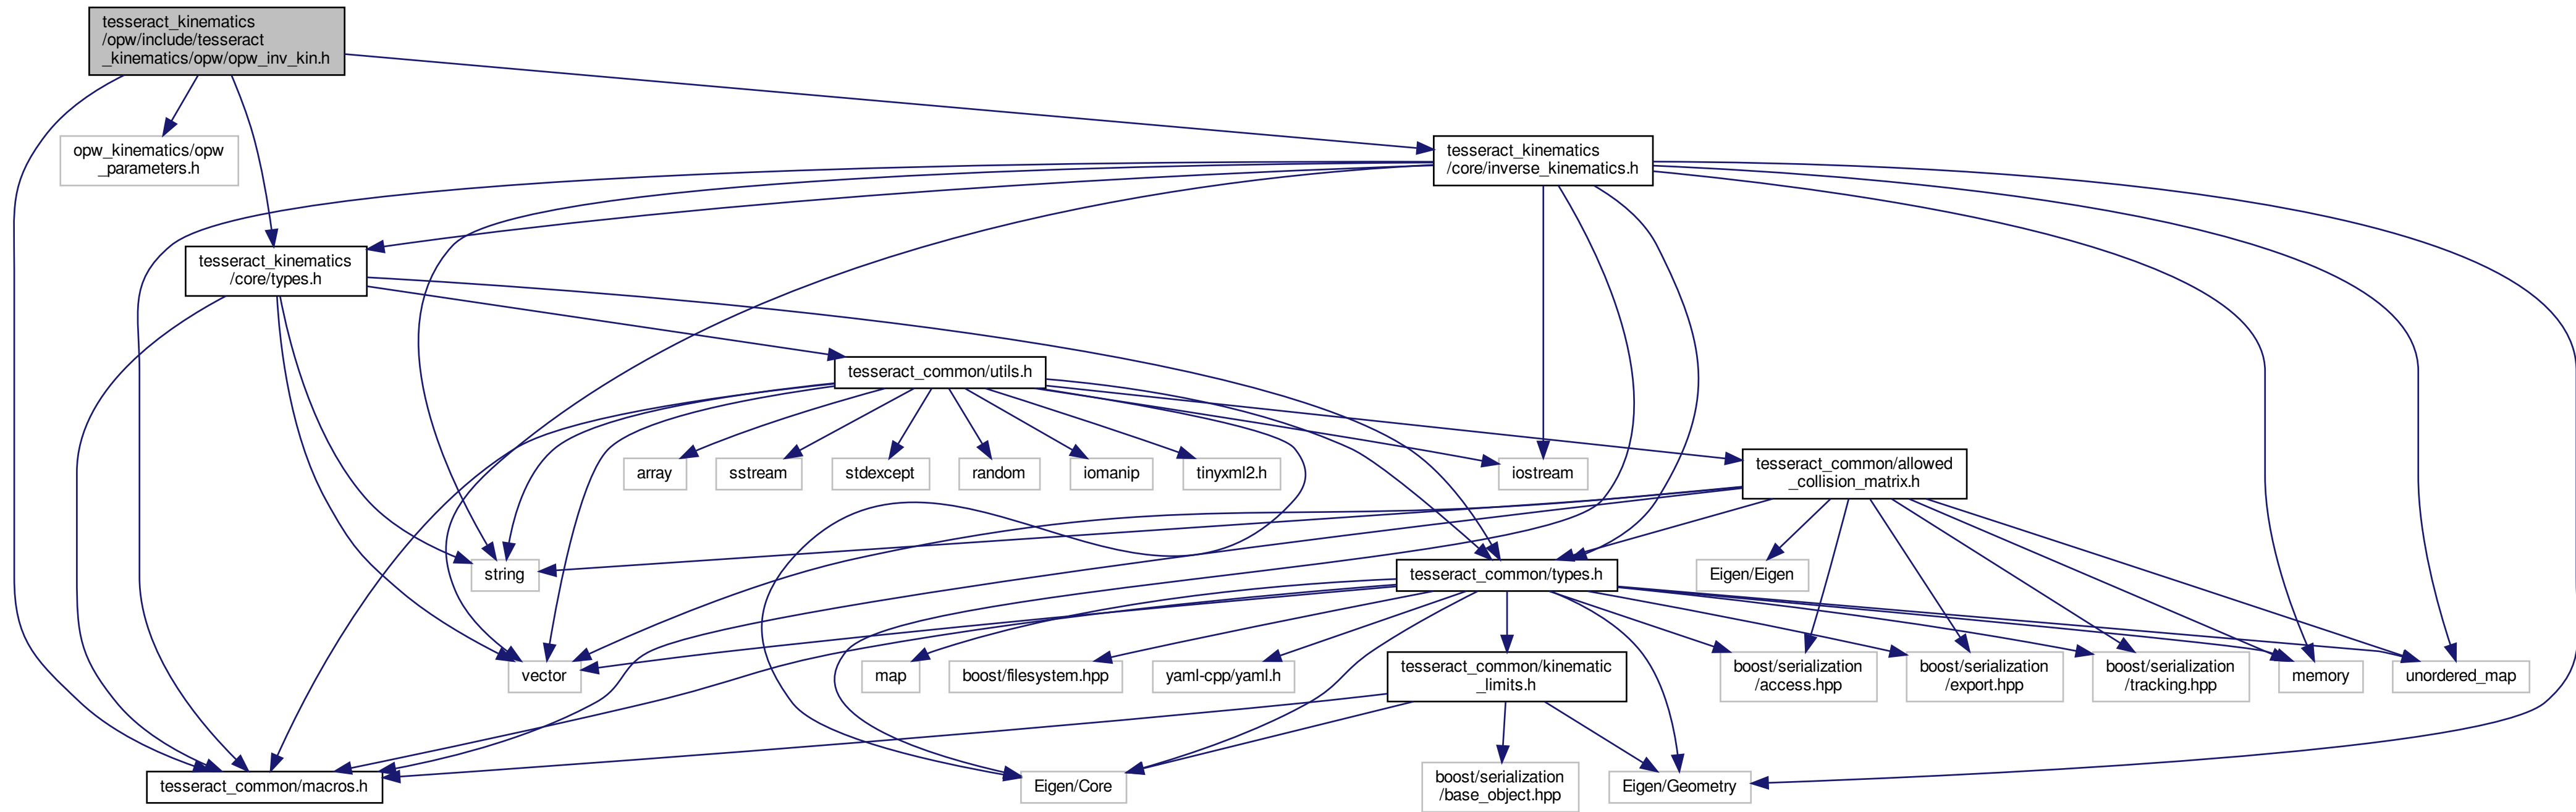 tesseract_kinematics
/opw/include/tesseract
_kinematics/opw/opw_inv_kin.h
opw_kinematics/opw
_parameters.h
tesseract_kinematics
/core/inverse_kinematics.h
tesseract_kinematics
/core/types.h
tesseract_common/utils.h
array
sstream
stdexcept
random
iomanip
tinyxml2.h
iostream
tesseract_common/allowed
_collision_matrix.h
string
tesseract_common/types.h
Eigen/Eigen
vector
map
boost/filesystem.hpp
yaml-cpp/yaml.h
tesseract_common/kinematic
_limits.h
boost/serialization
/access.hpp
boost/serialization
/export.hpp
boost/serialization
/tracking.hpp
memory
unordered_map
tesseract_common/macros.h
Eigen/Core
boost/serialization
/base_object.hpp
Eigen/Geometry